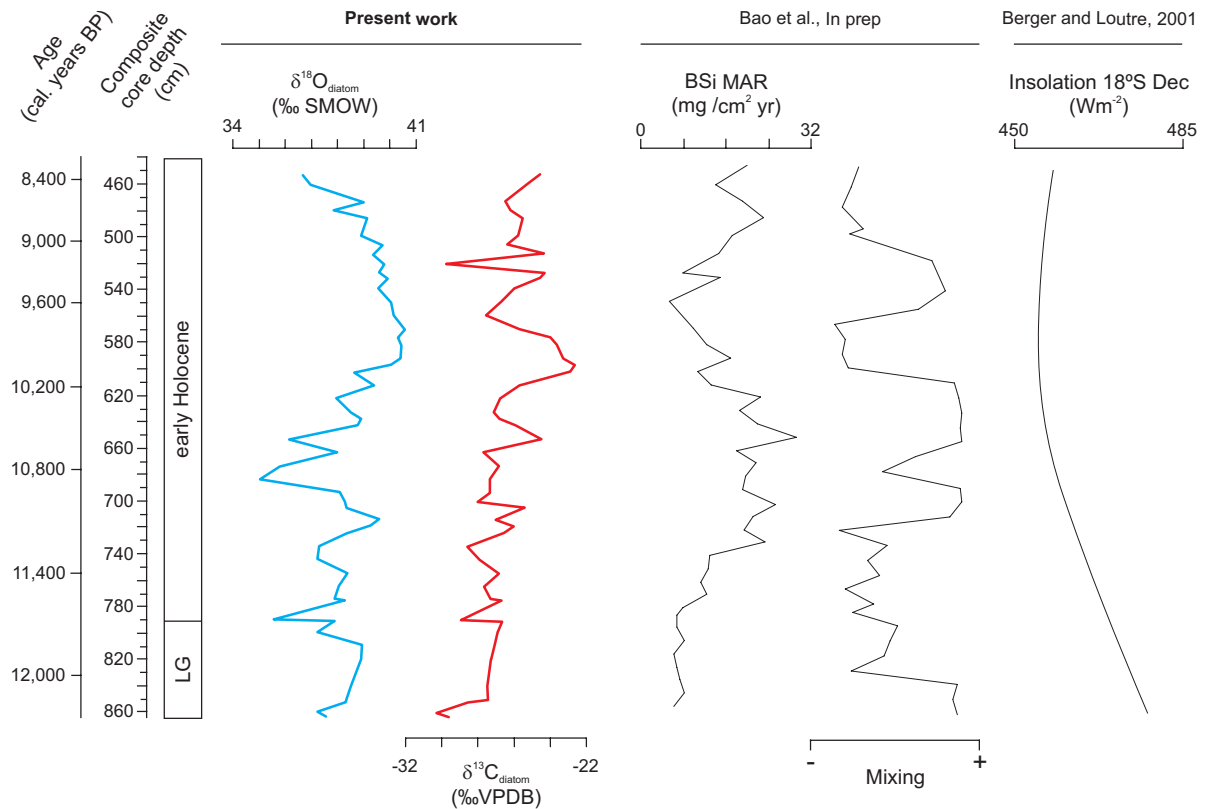 Present work
Bao et al., In prep
Berger and Loutre, 2001
Age
(cal. years BP)
Composite
core depth
(cm)
δ¹⁸Odiatom
(‰ SMOW)
34
41
BSi MAR
(mg /cm² yr)
0
32
Insolation 18ºS Dec
(Wm⁻²)
450
485
8,400
9,000
9,600
10,200
10,800
11,400
12,000
460
500
540
580
620
660
700
740
780
820
860
early Holocene
LG
-32
-22
δ¹³Cdiatom
(‰VPDB)
-
+
Mixing